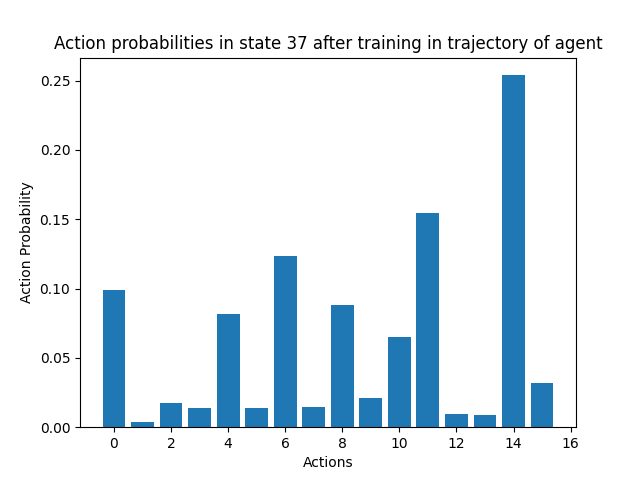 Action probabilities in state 37 after training in trajectory of agent
0.25
0.20
0.15
0.10
0.05
0.00
Action Probability
0 2 4 6 8 10 12 14 16
Actions